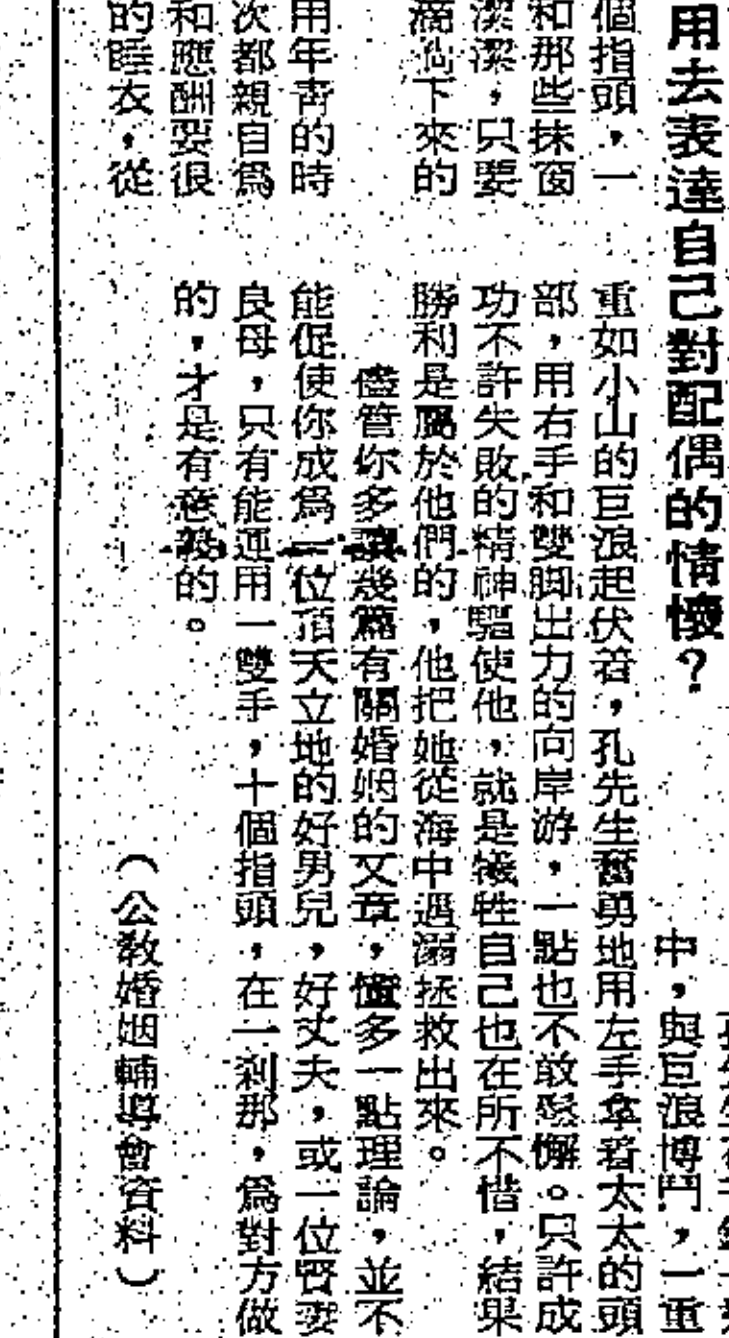 用去表達自己對配偶的情懷？
個指頭，一
和那些抹窗
潔潔，只要
滴淌下來的
用年青的時
次都親自爲
和應酬要很
的睡衣，從
中，與巨浪博鬥，一重
重如小山的巨浪起伏着，孔先生奮勇地用左手拿着太太的頭
部，用右手和雙脚出力的向岸游，一點也不敢鬆懈。只許成
功不許失敗的精神驅使他，就是犧牲自己也在所不惜，結果
勝利是屬於他們的，他把她從海中遇溺拯救出來。
儘管你多讀幾篇有關婚姻的文章，懂多一點理論，並不
能促使你成爲一位頂天立地的好男兒，好丈夫，或一位賢妻
良母，只有能運用一雙手，十個指頭，在一刹那，爲對方做
的，才是有意義的。
（公敎婚姻輔導會資料）